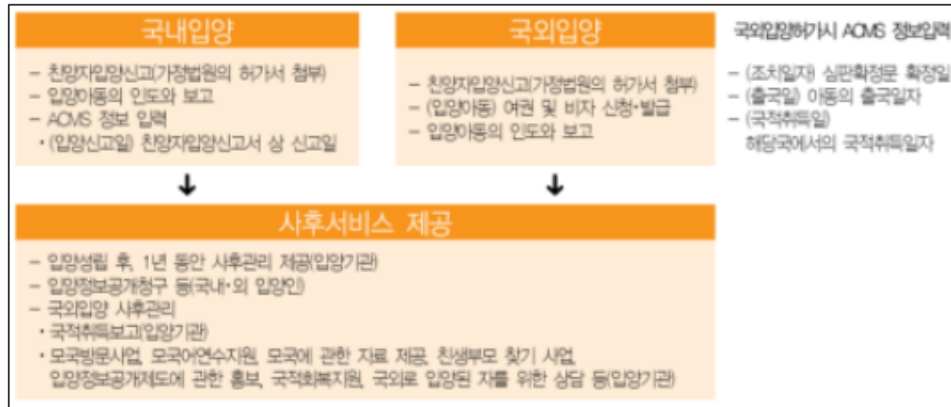 국내입양
- 친양자입양신고(가정법원의 허가서 첨부)
- 입양아동의 인도와 보고
- ACMS 정보 입력
• (입양신고일) 친양자입양신고서 상 신고일
국외입양
- 친양자입양신고(가정법원의 허가서 첨부)
- (입양아동) 여권 및 비자 신청•발급
- 입양아동의 인도와 보고
국외입양허가시 ACMS 정보입력
- (조치일자) 심판확정문 확정일
- (출국일) 아동의 출국일자
- (국적취득일)
해당국에서의 국적취득일자
사후서비스 제공
- 입양성립 후, 1년 동안 사후관리 제공(입양기관)
- 입양정보공개청구 등(국내•외 입양인)
- 국외입양 사후관리
• 국적취득보고(입양기관)
• 모국방문사업, 모국어연수지원, 모국에 관한 자료 제공, 친생부모 찾기 사업,
입양정보공개제도에 관한 홍보, 국적회복지원, 국외로 입양된 자를 위한 상담 등(입양기관)